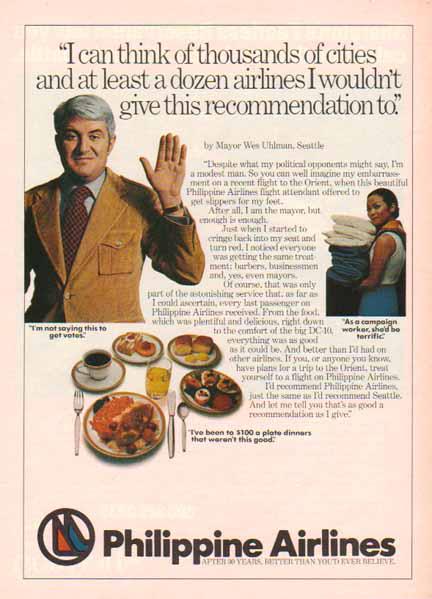 "I can think of thousands of cities
and at least a dozen airlines I wouldn't
give this recommendation to."
by Mayor Wes Uhlman, Seattle
"Despite what my political opponents might say, I'm
a modest man. So you can well imagine my embarrass-
ment on a recent flight to the Orient, when this beautiful
Philippine Airlines flight attendant offered to
get slippers for my feet.
After all, I am the mayor, but
enough is enough.
Just when I started to
cringe back into my seat and
turn red, I noticed everyone
was getting the same treat-
ment: barbers, businessmen
and, yes, even mayors.
Of course, that was only
part of the astonishing service that, as far as
I could ascertain, every last passenger on
Philippine Airlines received. From the food,
which was plentiful and delicious, right down
to the comfort of the big DC-10,
everything was as good
as it could be. And better than I'd had on
other airlines. If you, or anyone you know,
have plans for a trip to the Orient, treat
yourself to a flight on Philippine Airlines.
I'd recommend Philippine Airlines,
just the same as I'd recommend Seattle.
And let me tell you that's as good a
recommendation as I give."
"I'm not saying this to
get votes."
"As a campaign
worker, she'd be
terrific."
"I've been to $100 a plate dinners
that weren't this good."
Philippine Airlines
AFTER 30 YEARS, BETTER THAN YOU'D EVER BELIEVE.